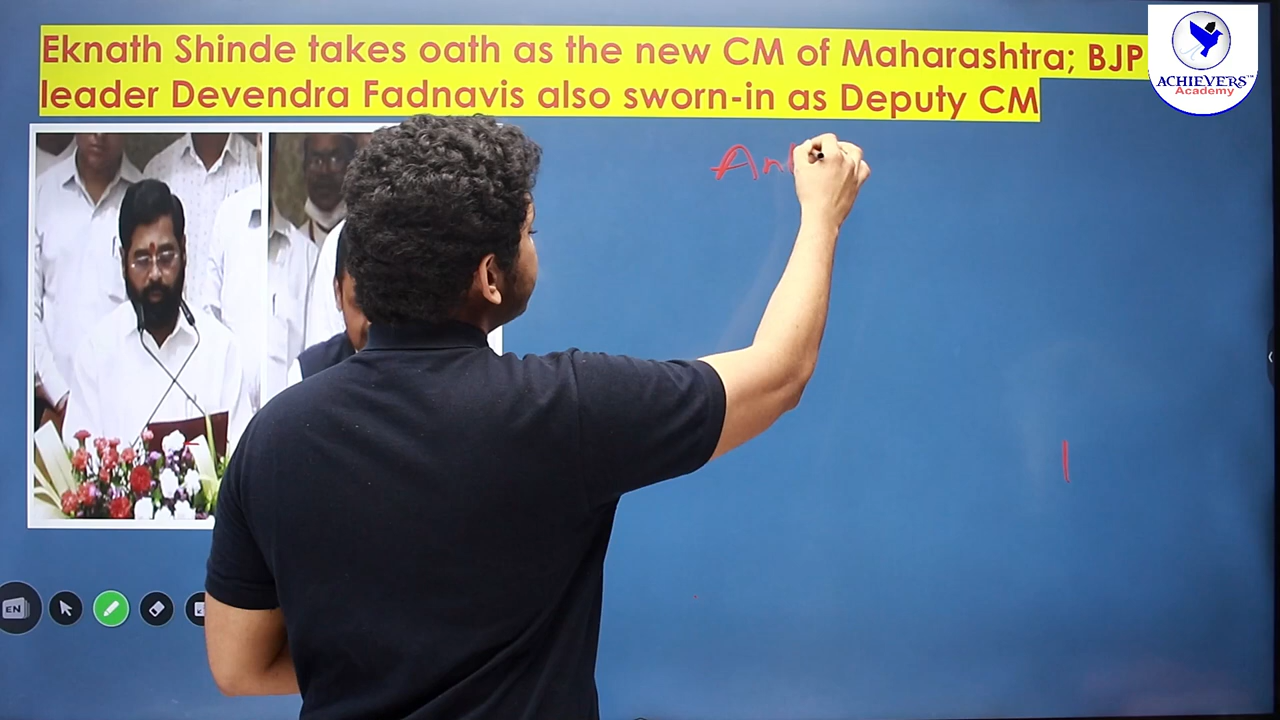 Eknath Shinde takes oath as the new CM of Maharashtra; BJP
leader Devendra Fadnavis also sworn-in as Deputy CM
ACHIEVERS™
Academy
EN